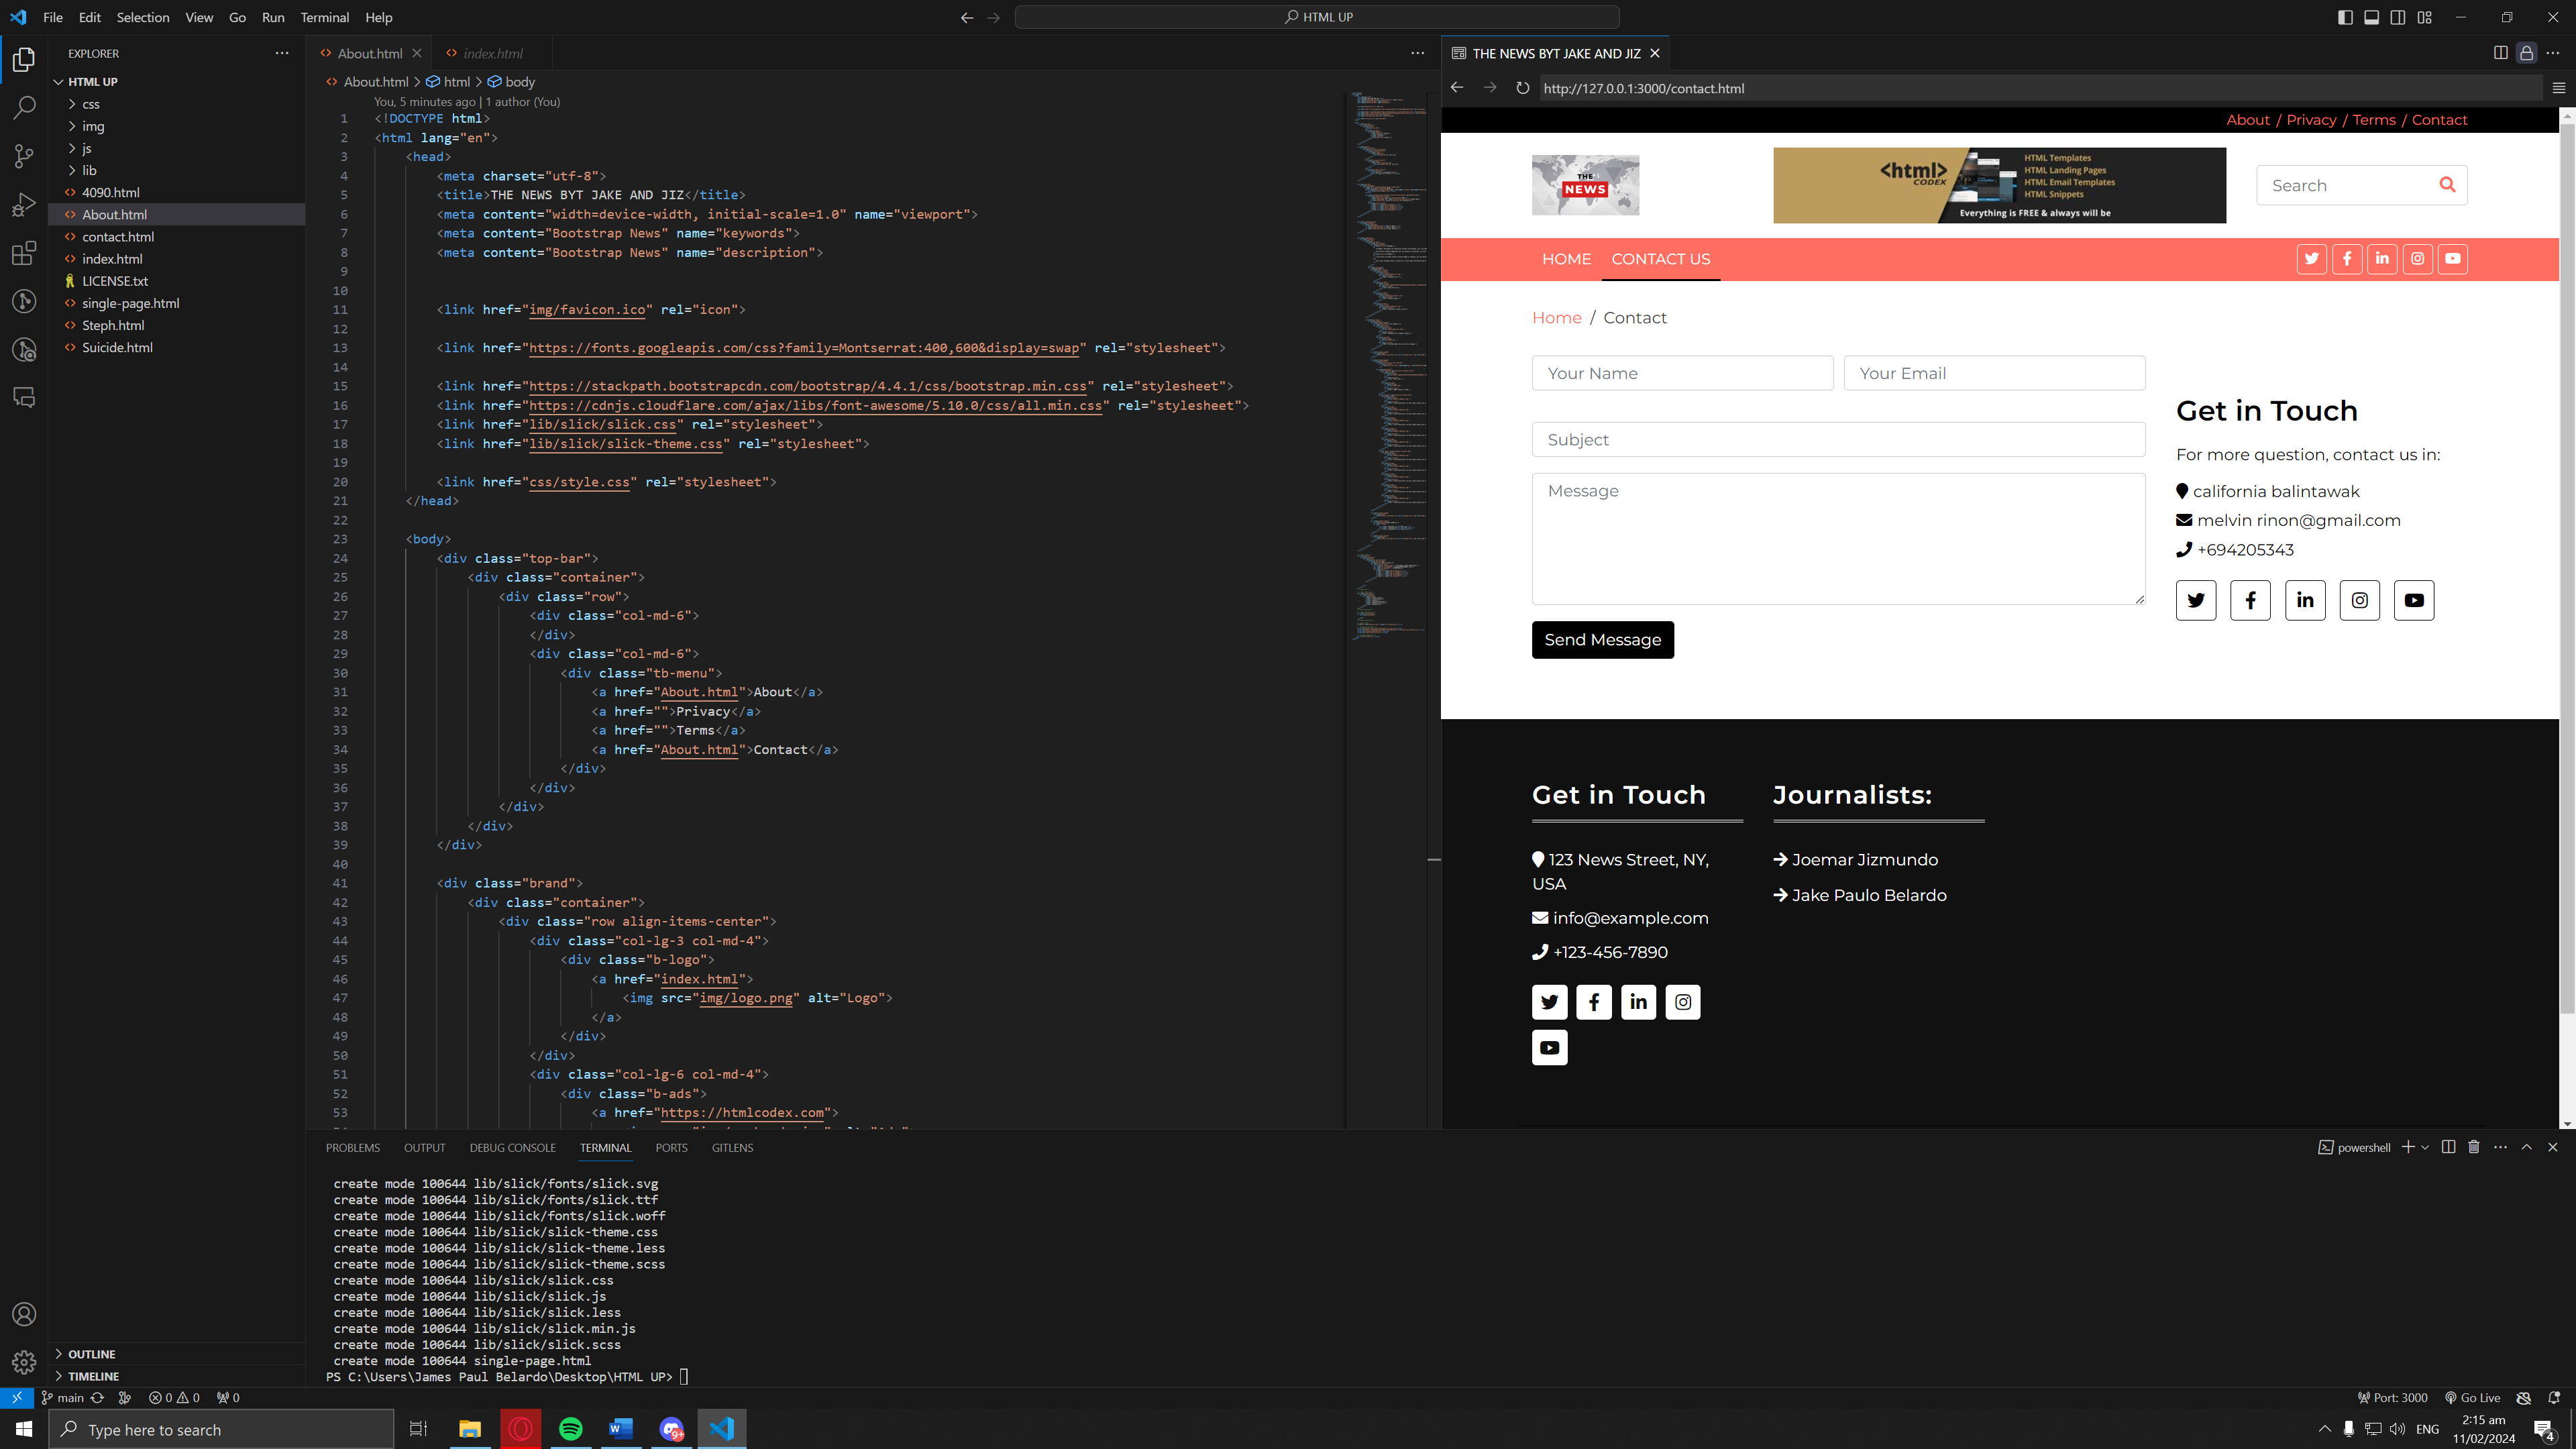 File Edit Selection View Go Run Terminal Help
HTML UP
EXPLORER
HTML UP
css
img
js
lib
4090.html
About.html
contact.html
index.html
LICENSE.txt
single-page.html
Steph.html
Suicide.html
OUTLINE
TIMELINE
About.html index.html
About.html > html > body
You, 5 minutes ago | 1 author (You)
1 <!DOCTYPE html>
2 <html lang="en">
3 <head>
4 <meta charset="utf-8">
5 <title>THE NEWS BYT JAKE AND JIZ</title>
6 <meta content="width=device-width, initial-scale=1.0" name="viewport">
7 <meta content="Bootstrap News" name="keywords">
8 <meta content="Bootstrap News" name="description">
9
10
11 <link href="img/favicon.ico" rel="icon">
12
13 <link href="https://fonts.googleapis.com/css?family=Montserrat:400,600&display=swap" rel="stylesheet">
14
15 <link href="https://stackpath.bootstrapcdn.com/bootstrap/4.4.1/css/bootstrap.min.css" rel="stylesheet">
16 <link href="https://cdnjs.cloudflare.com/ajax/libs/font-awesome/5.10.0/css/all.min.css" rel="stylesheet">
17 <link href="lib/slick/slick.css" rel="stylesheet">
18 <link href="lib/slick/slick-theme.css" rel="stylesheet">
19
20 <link href="css/style.css" rel="stylesheet">
21 </head>
22
23 <body>
24 <div class="top-bar">
25 <div class="container">
26 <div class="row">
27 <div class="col-md-6">
28 </div>
29 <div class="col-md-6">
30 <div class="tb-menu">
31 <a href="About.html">About</a>
32 <a href="">Privacy</a>
33 <a href="">Terms</a>
34 <a href="About.html">Contact</a>
35 </div>
36 </div>
37 </div>
38 </div>
39 </div>
40
41 <div class="brand">
42 <div class="container">
43 <div class="row align-items-center">
44 <div class="col-lg-3 col-md-4">
45 <div class="b-logo">
46 <a href="index.html">
47 <img src="img/logo.png" alt="Logo">
48 </a>
49 </div>
50 </div>
51 <div class="col-lg-6 col-md-4">
52 <div class="b-ads">
53 <a href="https://htmlcodex.com">
THE NEWS BYT JAKE AND JIZ
http://127.0.0.1:3000/contact.html
About / Privacy / Terms / Contact
THE
NEWS
<html>
CODEX
HTML Templates
HTML Landing Pages
HTML Email Templates
HTML Snippets
Everything is FREE & always will be
Search
HOME CONTACT US
Home / Contact
Your Name Your Email
Subject
Message
Send Message
Get in Touch
For more question, contact us in:
california balintawak
melvin rinon@gmail.com
+694205343
Get in Touch
123 News Street, NY,
USA
info@example.com
+123-456-7890
Journalists:
Joemar Jizmundo
Jake Paulo Belardo
PROBLEMS OUTPUT DEBUG CONSOLE TERMINAL PORTS GITLENS
powershell
create mode 100644 lib/slick/fonts/slick.svg
create mode 100644 lib/slick/fonts/slick.ttf
create mode 100644 lib/slick/fonts/slick.woff
create mode 100644 lib/slick/slick-theme.css
create mode 100644 lib/slick/slick-theme.less
create mode 100644 lib/slick/slick-theme.scss
create mode 100644 lib/slick/slick.css
create mode 100644 lib/slick/slick.js
create mode 100644 lib/slick/slick.less
create mode 100644 lib/slick/slick.min.js
create mode 100644 lib/slick/slick.scss
create mode 100644 single-page.html
PS C:\Users\James Paul Belardo\Desktop\HTML UP>
main 0 0 0
Port: 3000 Go Live
Type here to search
9+
ENG
2:15 am
11/02/2024
4